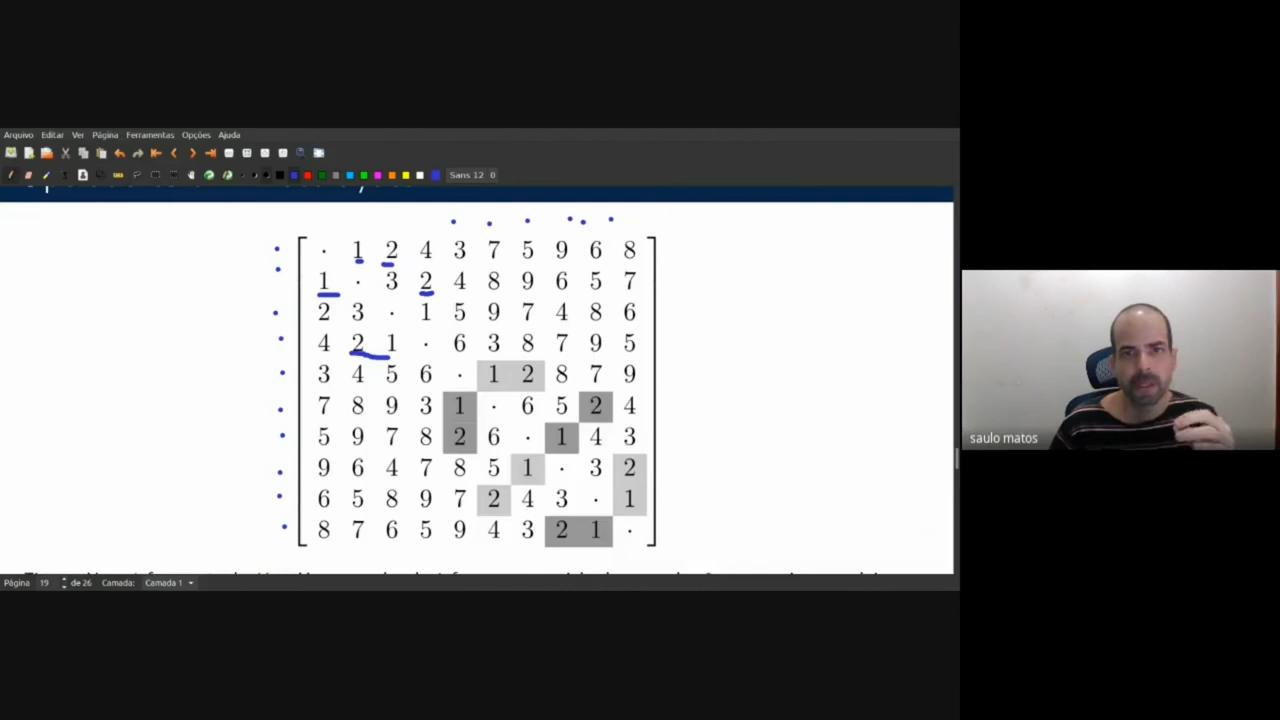 Arquivo Editar Ver Página Ferramentas Opções Ajuda
Sans 12 0
· 1 2 4 3 7 5 9 6 8
1 · 3 2 4 8 9 6 5 7
2 3 · 1 5 9 7 4 8 6
4 2 1 · 6 3 8 7 9 5
3 4 5 6 · 1 2 8 7 9
7 8 9 3 1 · 6 5 2 4
5 9 7 8 2 6 · 1 4 3
9 6 4 7 8 5 1 · 3 2
6 5 8 9 7 2 4 3 · 1
8 7 6 5 9 4 3 2 1 ·
saulo matos
Página 19 de 26 Camada: Camada 1